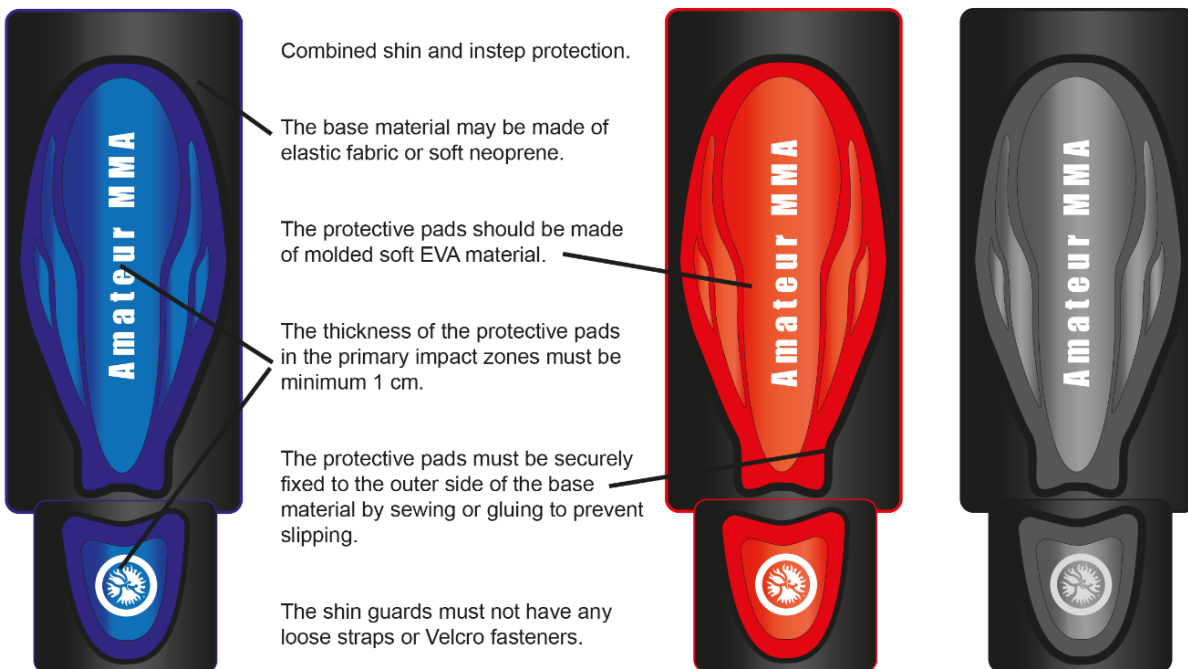 Combined shin and instep protection.
The base material may be made of
elastic fabric or soft neoprene.
The protective pads should be made
of molded soft EVA material.
The thickness of the protective pads
in the primary impact zones must be
minimum 1 cm.
The protective pads must be securely
fixed to the outer side of the base
material by sewing or gluing to prevent
slipping.
The shin guards must not have any
loose straps or Velcro fasteners.
Amateur MMA
Amateur MMA
Amateur MMA